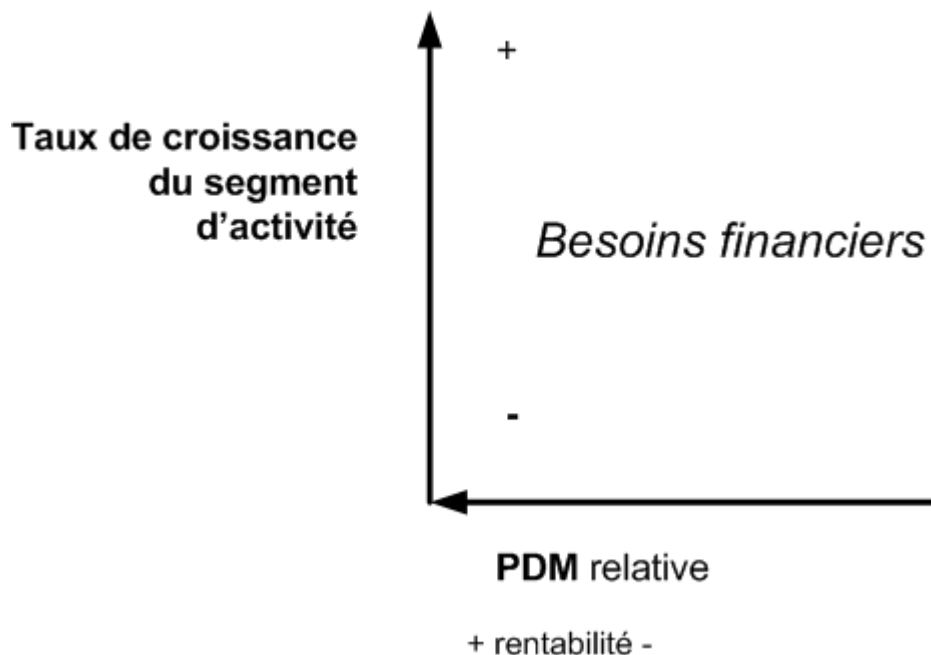 +
Taux de croissance
du segment
d'activité
Besoins financiers
-
PDM relative
+ rentabilité -